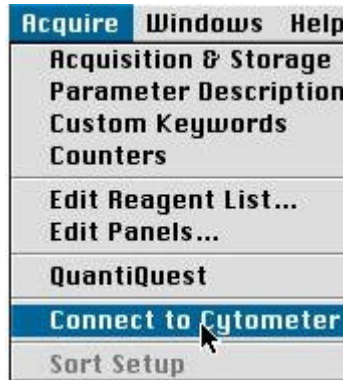 Acquire Windows Help
Acquisition & Storage
Parameter Description
Custom Keywords
Counters
Edit Reagent List...
Edit Panels...
QuantiQuest
Connect to Cytometer
Sort Setup